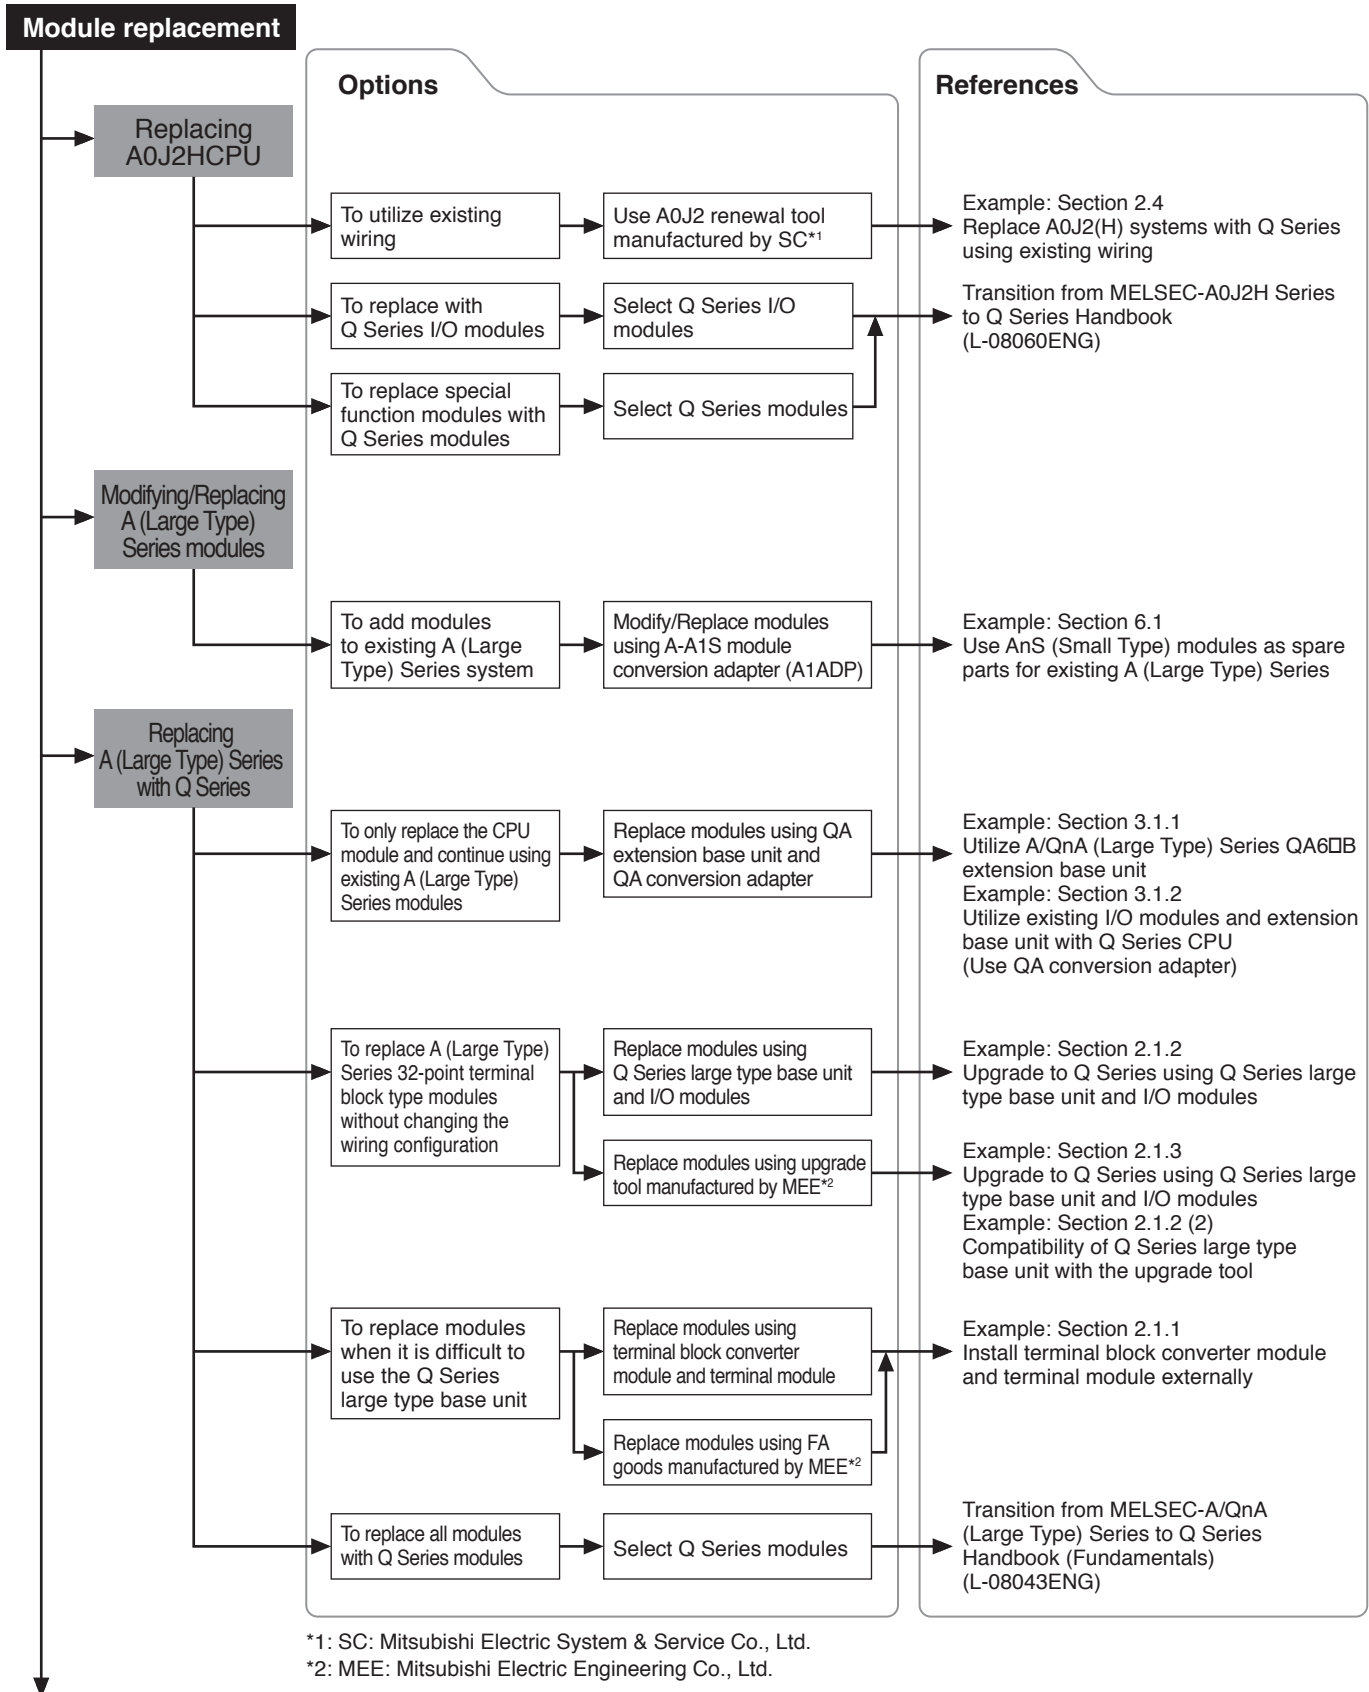 Module replacement
Options
References
Replacing
A0J2HCPU
To utilize existing
wiring
Use A0J2 renewal tool
manufactured by SC*1
Example: Section 2.4
Replace A0J2(H) systems with Q Series
using existing wiring
To replace with
Q Series I/O modules
Select Q Series I/O
modules
Transition from MELSEC-A0J2H Series
to Q Series Handbook
(L-08060ENG)
To replace special
function modules with
Q Series modules
Select Q Series modules
Modifying/Replacing
A (Large Type)
Series modules
To add modules
to existing A (Large
Type) Series system
Modify/Replace modules
using A-A1S module
conversion adapter (A1ADP)
Example: Section 6.1
Use AnS (Small Type) modules as spare
parts for existing A (Large Type) Series
Replacing
A (Large Type) Series
with Q Series
To only replace the CPU
module and continue using
existing A (Large Type)
Series modules
Replace modules using QA
extension base unit and
QA conversion adapter
Example: Section 3.1.1
Utilize A/QnA (Large Type) Series QA6□B
extension base unit
Example: Section 3.1.2
Utilize existing I/O modules and extension
base unit with Q Series CPU
(Use QA conversion adapter)
To replace A (Large Type)
Series 32-point terminal
block type modules
without changing the
wiring configuration
Replace modules using
Q Series large type base unit
and I/O modules
Example: Section 2.1.2
Upgrade to Q Series using Q Series large
type base unit and I/O modules
Replace modules using upgrade
tool manufactured by MEE*2
Example: Section 2.1.3
Upgrade to Q Series using Q Series large
type base unit and I/O modules
Example: Section 2.1.2 (2)
Compatibility of Q Series large type
base unit with the upgrade tool
To replace modules
when it is difficult to
use the Q Series
large type base unit
Replace modules using
terminal block converter
module and terminal module
Example: Section 2.1.1
Install terminal block converter module
and terminal module externally
Replace modules using FA
goods manufactured by MEE*2
To replace all modules
with Q Series modules
Select Q Series modules
Transition from MELSEC-A/QnA
(Large Type) Series to Q Series
Handbook (Fundamentals)
(L-08043ENG)
*1: SC: Mitsubishi Electric System & Service Co., Ltd.
*2: MEE: Mitsubishi Electric Engineering Co., Ltd.